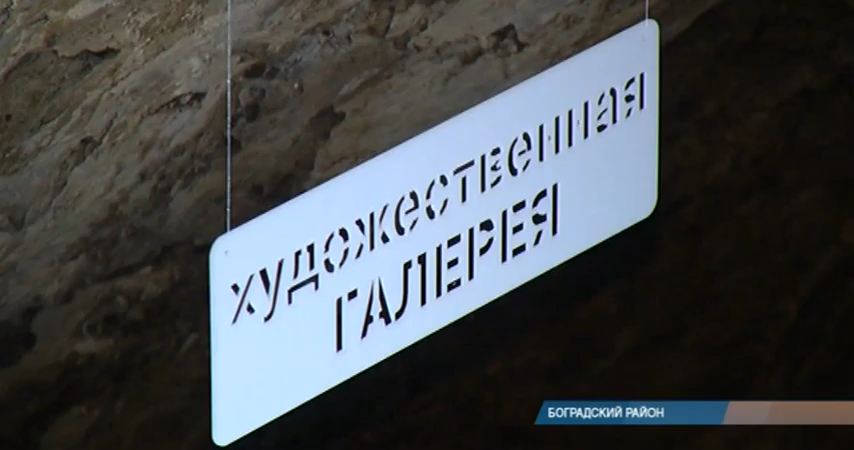 художественная
ГАЛЕРЕЯ
БОГРАДСКИЙ РАЙОН